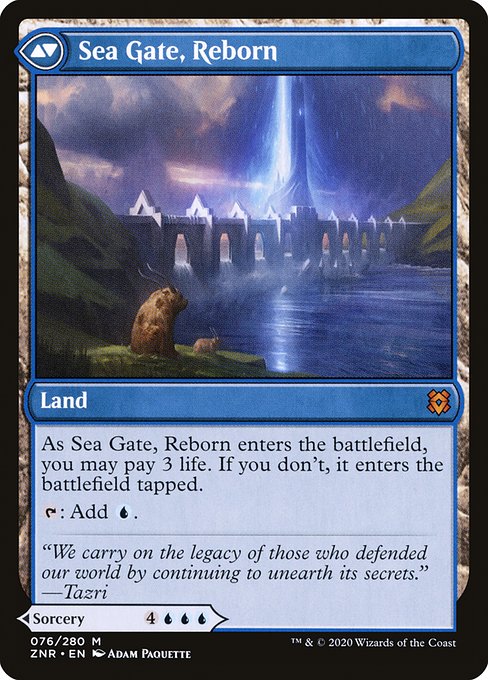 Sea Gate, Reborn
Land
As Sea Gate, Reborn enters the battlefield,
you may pay 3 life. If you don't, it enters the
battlefield tapped.
: Add .
“We carry on the legacy of those who defended
our world by continuing to unearth its secrets.”
—Tazri
Sorcery 4
076/280 M
ZNR • EN Adam Paquette
™ & © 2020 Wizards of the Coast